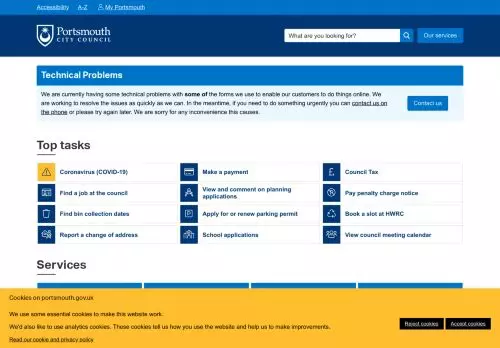 Accessibility A-Z My Portsmouth
Portsmouth
CITY COUNCIL
What are you looking for?
Our services
Technical Problems
We are currently having some technical problems with some of the forms we use to enable our customers to do things online. We
are working to resolve the issues as quickly as we can. In the meantime, if you need to do something urgently you can contact us on
the phone or please try again later. We are sorry for any inconvenience this causes.
Contact us
Top tasks
Coronavirus (COVID-19)
Make a payment
Council Tax
Find a job at the council
View and comment on planning
applications
Pay penalty charge notice
Find bin collection dates
Apply for or renew parking permit
Book a slot at HWRC
Report a change of address
School applications
View council meeting calendar
Services
Cookies on portsmouth.gov.uk
We use some essential cookies to make this website work.
We'd also like to use analytics cookies. These cookies tell us how you use the website and help us to make improvements.
Reject cookies
Accept cookies
Read our cookie and privacy policy